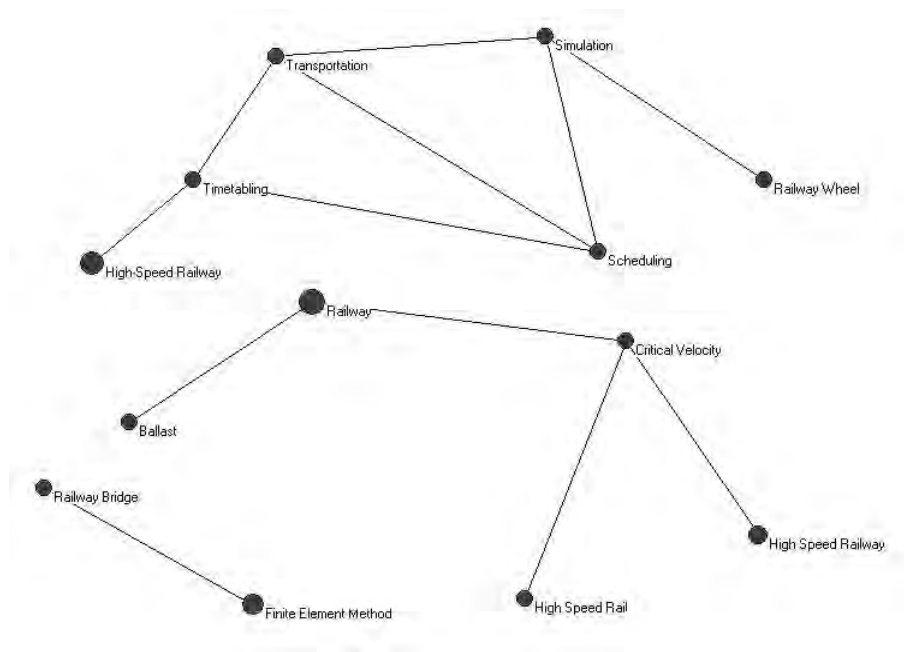 Simulation
Transportation
Timetabling
Railway Wheel
Scheduling
High-Speed Railway
Railway
Critical Velocity
Ballast
Railway Bridge
High Speed Railway
High Speed Rail
Finite Element Method